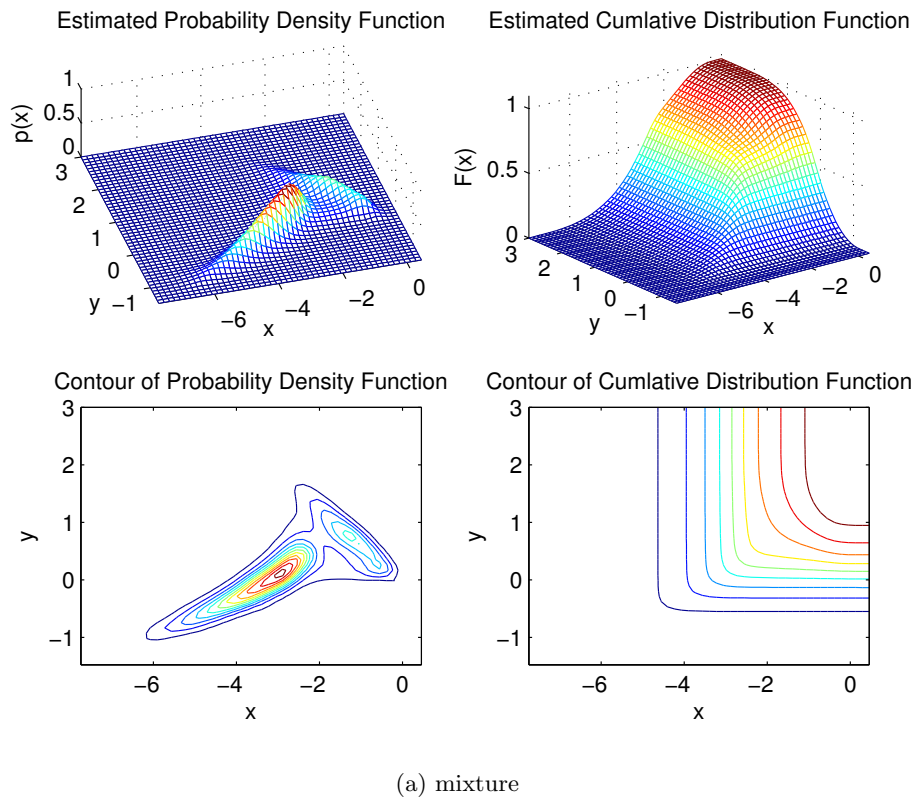 Estimated Probability Density Function
1
0.5
0
p(x)
3
2
1
0
−1
y
−6
−4
−2
0
x
Estimated Cumlative Distribution Function
1
0.5
0
F(x)
3
2
1
0
−1
y
−6
−4
−2
0
x
Contour of Probability Density Function
3
2
1
0
−1
y
−6
−4
−2
0
x
Contour of Cumlative Distribution Function
3
2
1
0
−1
y
−6
−4
−2
0
x
(a) mixture